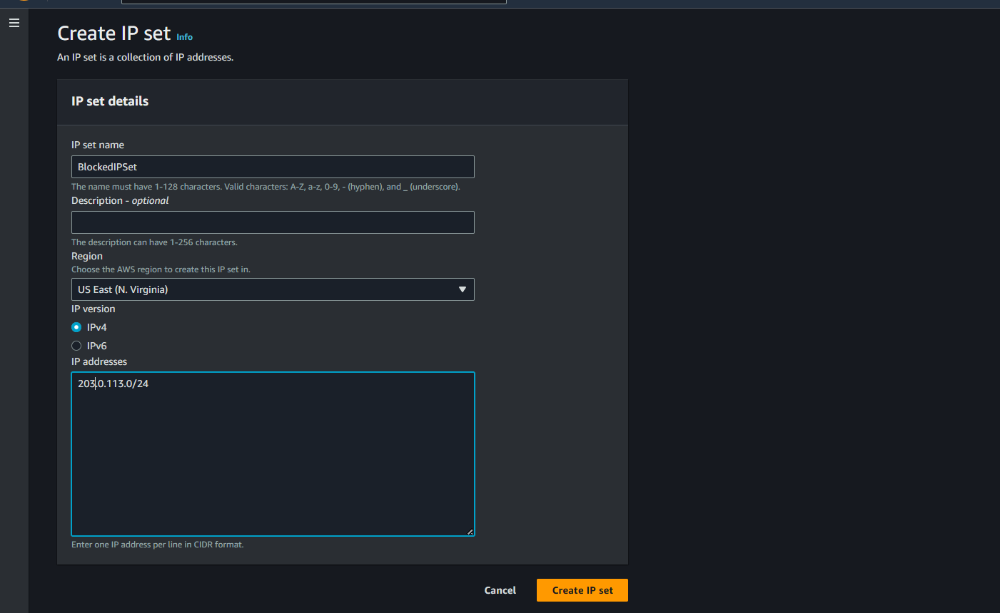 Create IP set Info
An IP set is a collection of IP addresses.
IP set details
IP set name
BlockedIPSet
The name must have 1-128 characters. Valid characters: A-Z, a-z, 0-9, - (hyphen), and _ (underscore).
Description - optional
The description can have 1-256 characters.
Region
Choose the AWS region to create this IP set in.
US East (N. Virginia)
IP version
IPv4
IPv6
IP addresses
203.0.113.0/24
Enter one IP address per line in CIDR format.
Cancel
Create IP set